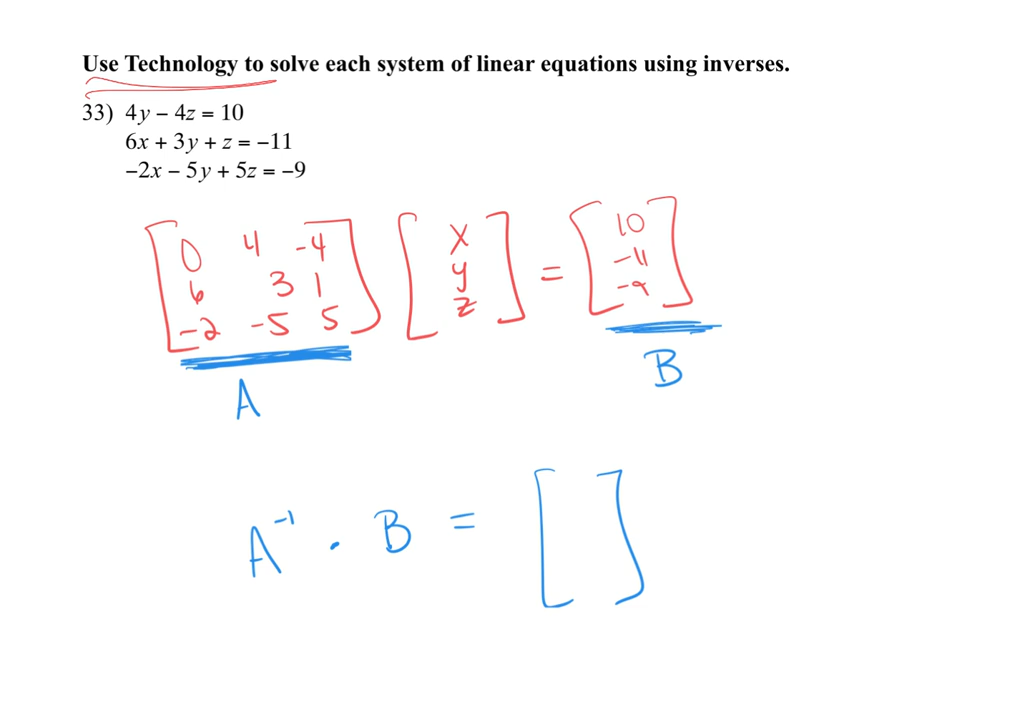 Use Technology to solve each system of linear equations using inverses.
33) 4y – 4z = 10
6x + 3y + z = –11
–2x – 5y + 5z = –9
0 4 -4 x = 10
6 3 1 y -11
-2 -5 5 z -9
A B
A⁻¹ · B = [ ]